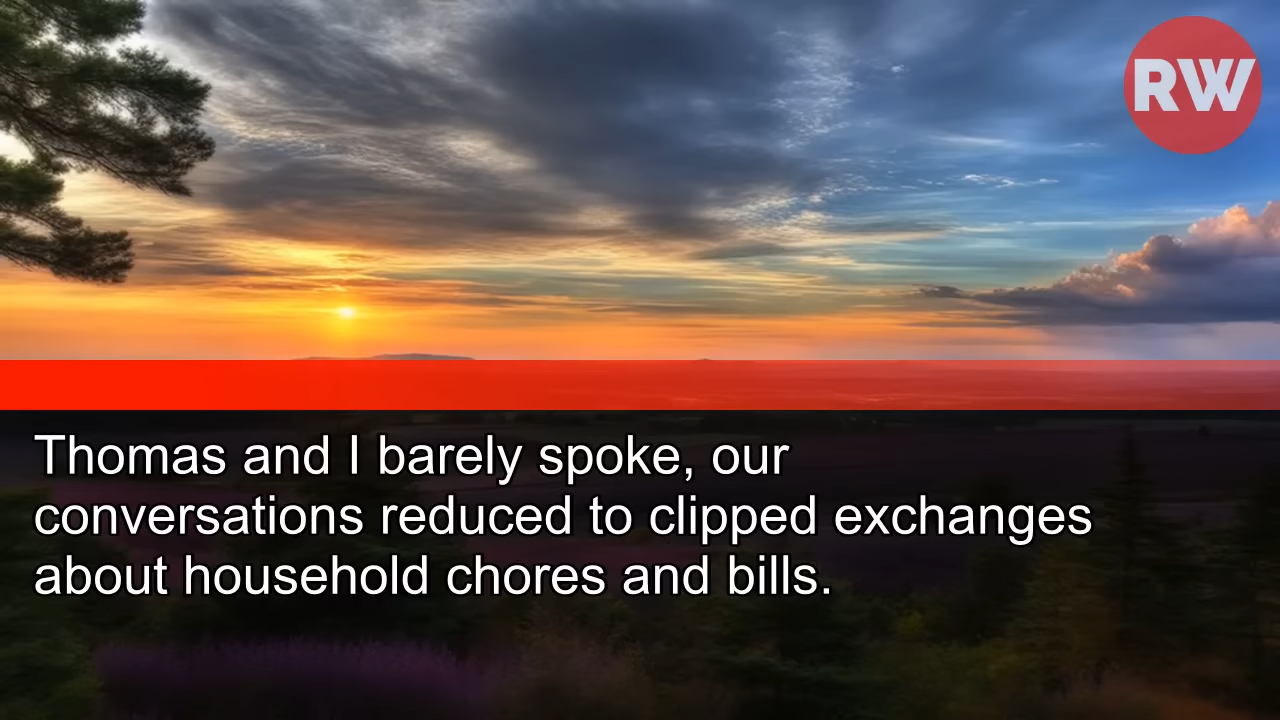 RW
Thomas and I barely spoke, our
conversations reduced to clipped exchanges
about household chores and bills.